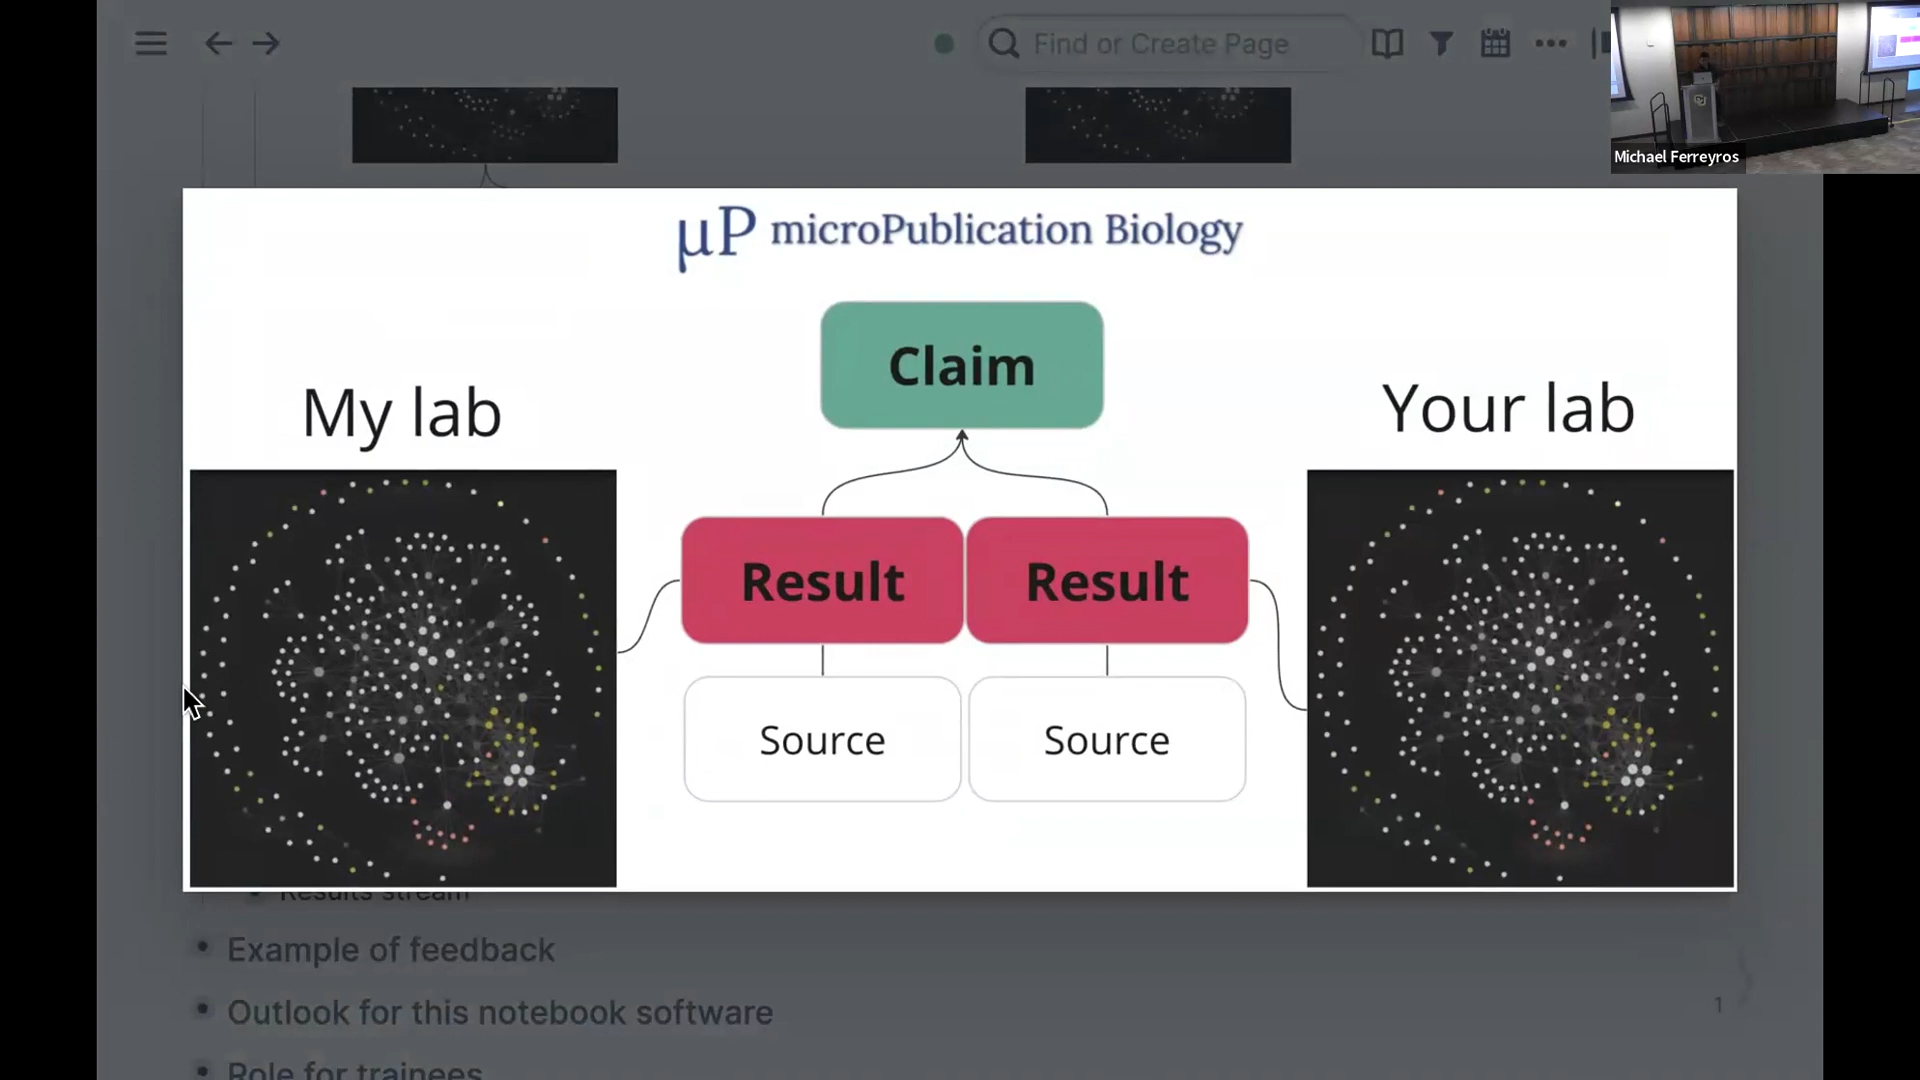 Find or Create Page
Michael Ferreyros
μP microPublication Biology
Claim
My lab
Your lab
Result
Result
Source
Source
Results stream
Example of feedback
Outlook for this notebook software
1
Role for trainees